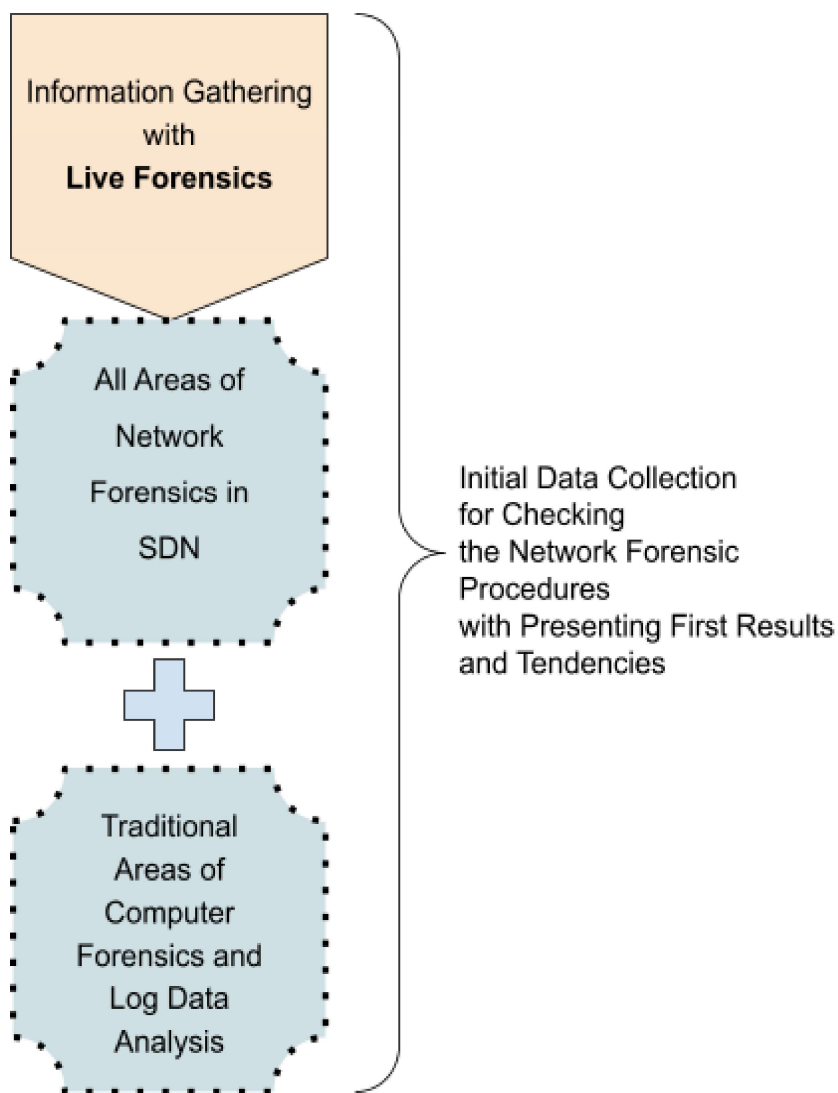 Information Gathering
with
Live Forensics
All Areas of
Network
Forensics in
SDN
Traditional
Areas of
Computer
Forensics and
Log Data
Analysis
Initial Data Collection
for Checking
the Network Forensic
Procedures
with Presenting First Results
and Tendencies